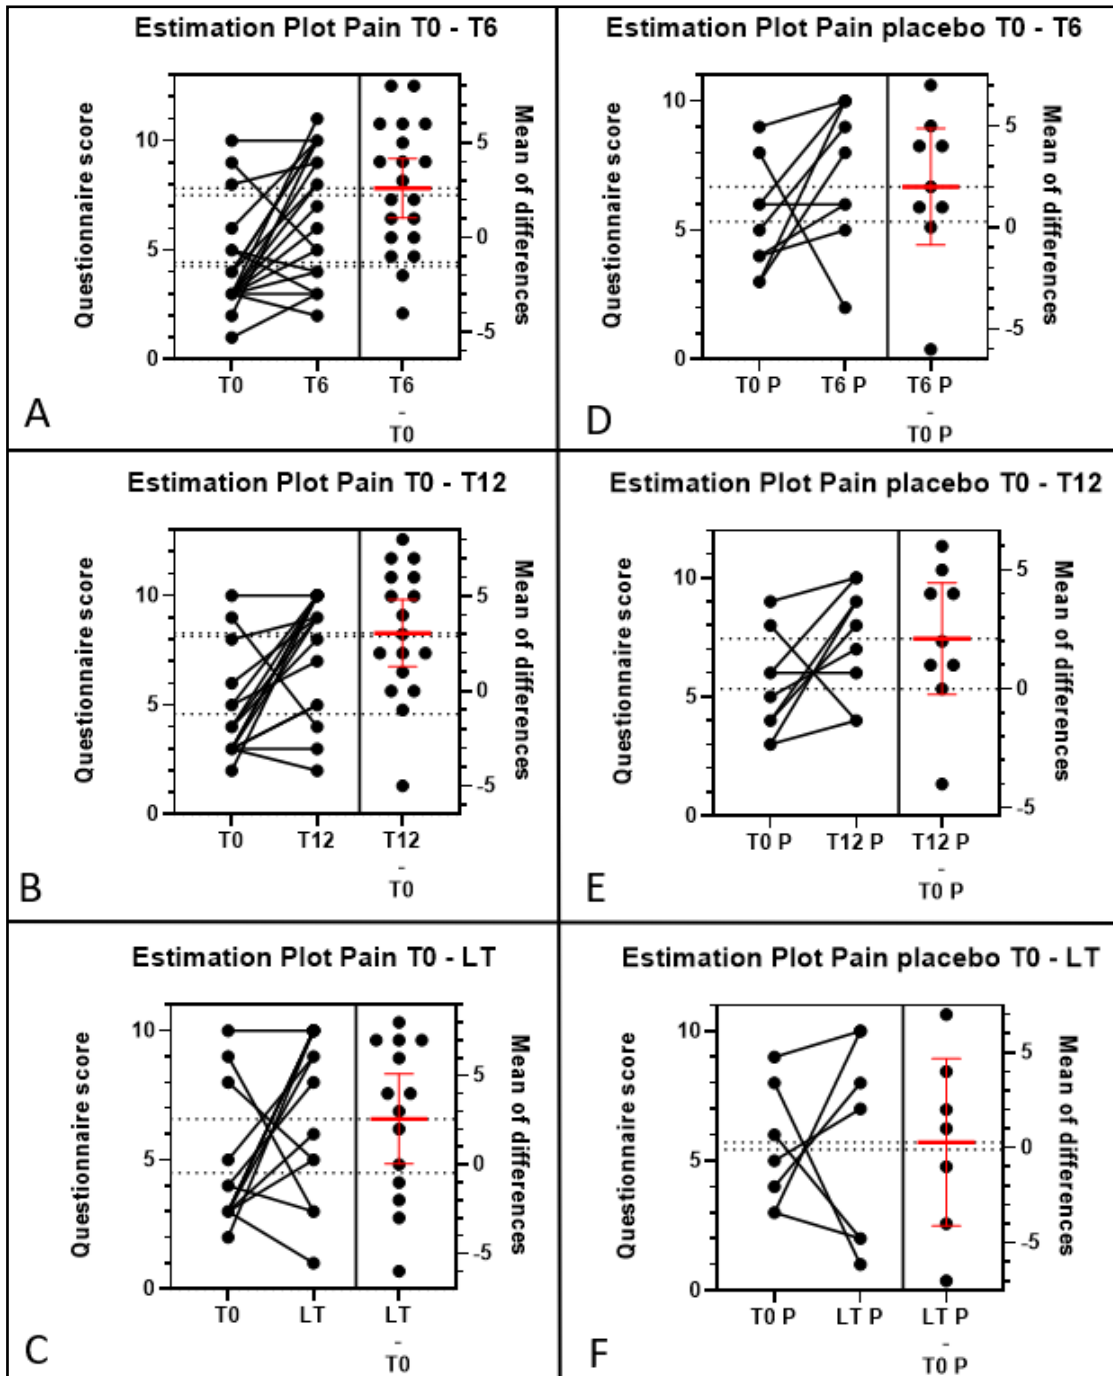 Estimation Plot Pain T0 - T6
Questionnaire score
10
5
0
5
0
-5
Mean of differences
T0
T6
T6
-
T0
A
Estimation Plot Pain placebo T0 - T6
Questionnaire score
10
5
0
5
0
-5
Mean of differences
T0 P
T6 P
T6 P
-
T0 P
D
Estimation Plot Pain T0 - T12
Questionnaire score
10
5
0
5
0
-5
Mean of differences
T0
T12
T12
-
T0
B
Estimation Plot Pain placebo T0 - T12
Questionnaire score
10
5
0
5
0
-5
Mean of differences
T0 P
T12 P
T12 P
-
T0 P
E
Estimation Plot Pain T0 - LT
Questionnaire score
10
5
0
5
0
-5
Mean of differences
T0
LT
LT
-
T0
C
Estimation Plot Pain placebo T0 - LT
Questionnaire score
10
5
0
5
0
-5
Mean of differences
T0 P
LT P
LT P
-
T0 P
F